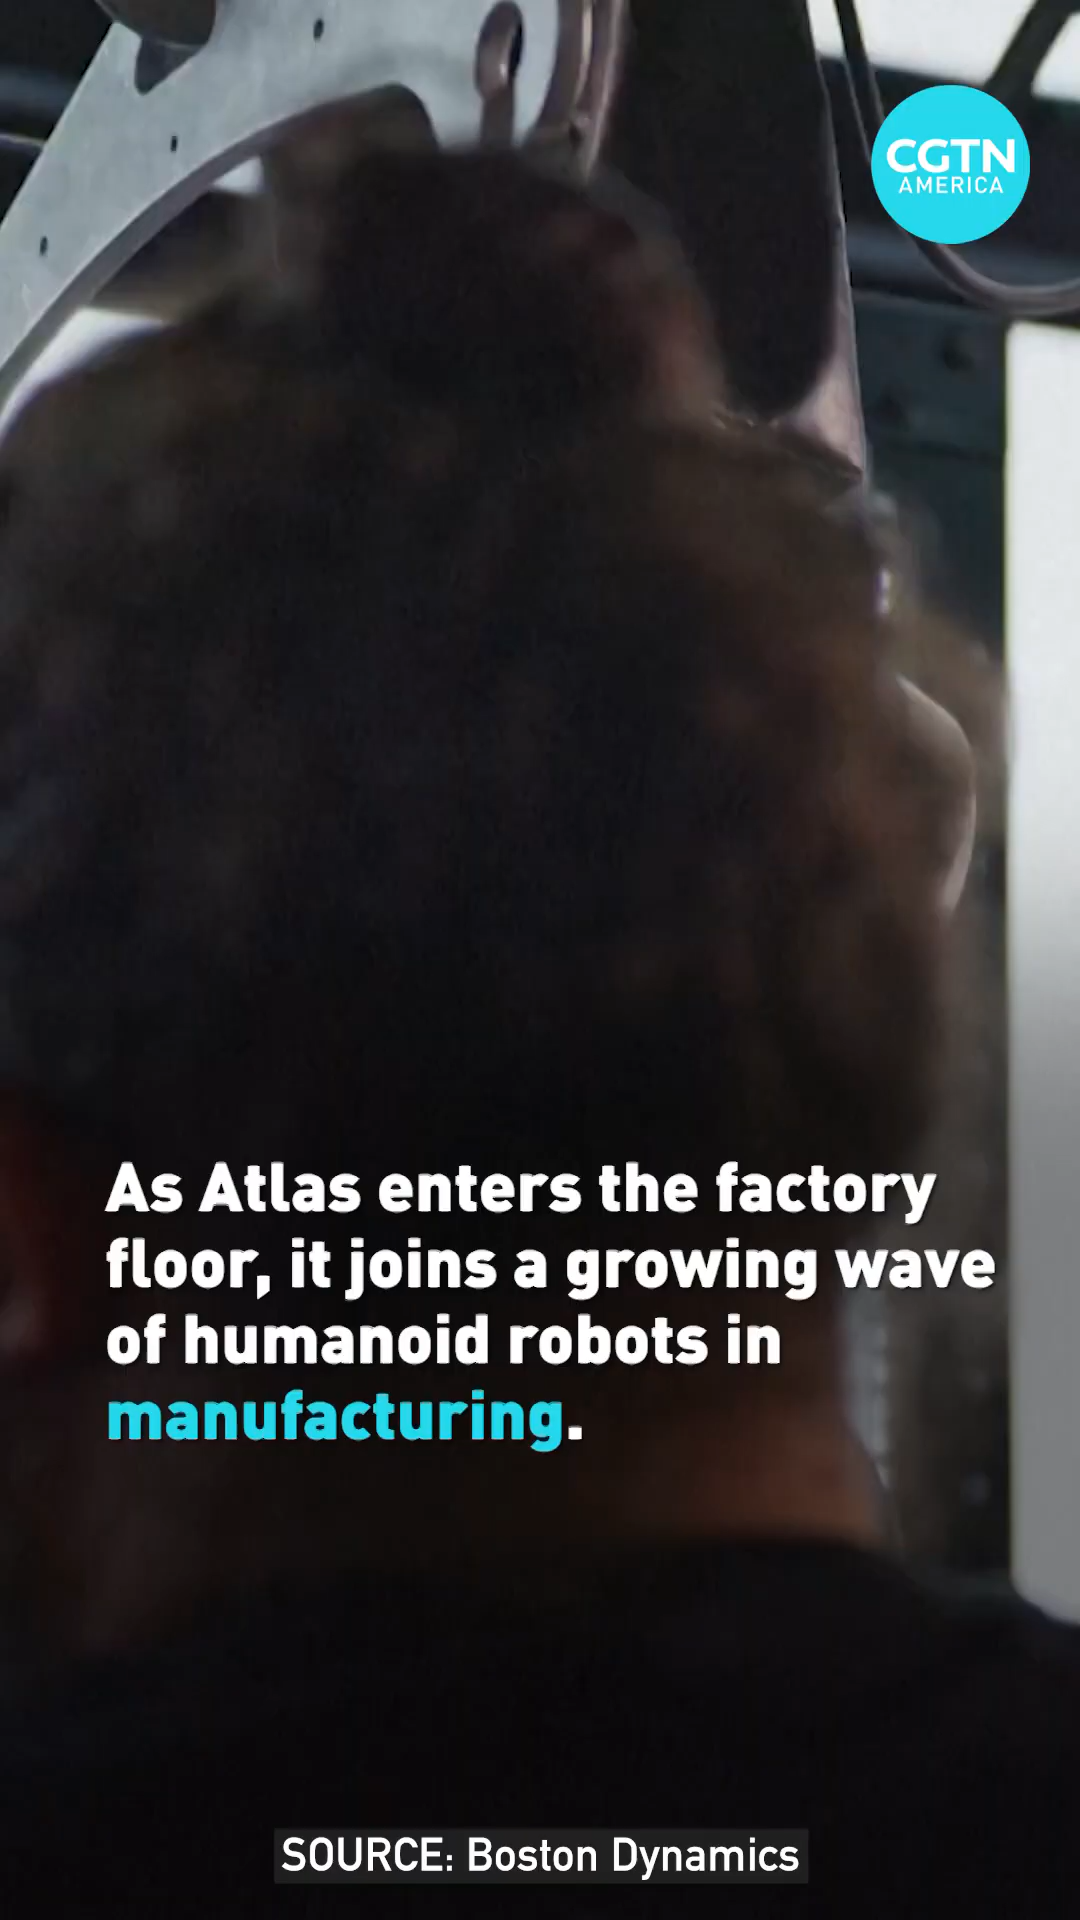 CGTN
AMERICA
As Atlas enters the factory
floor, it joins a growing wave
of humanoid robots in
manufacturing.
SOURCE: Boston Dynamics